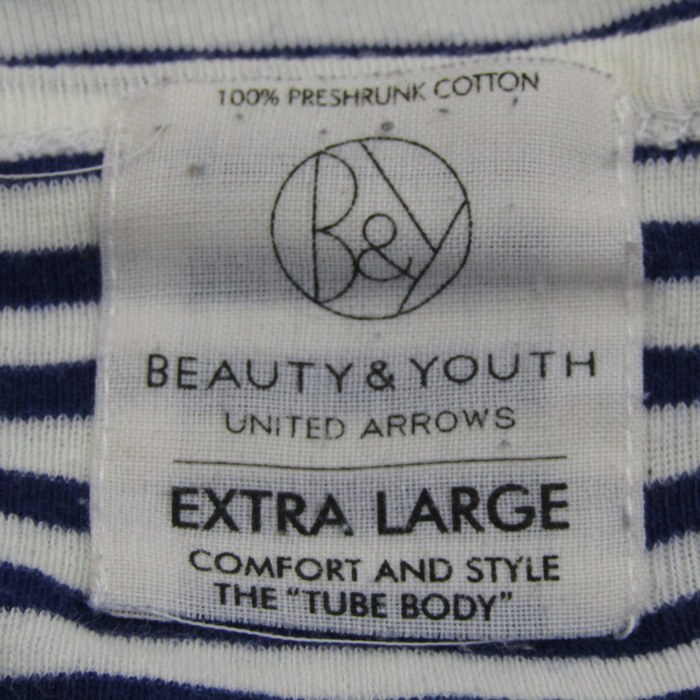 100% PRESHRUNK COTTON
B&Y
BEAUTY & YOUTH
UNITED ARROWS
EXTRA LARGE
COMFORT AND STYLE
THE "TUBE BODY"